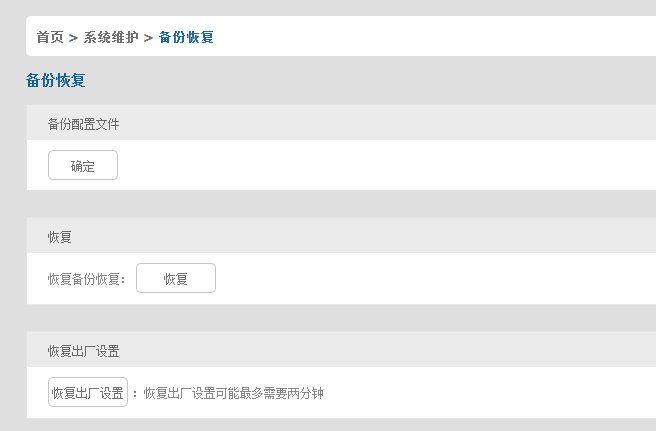 首页 > 系统维护 > 备份恢复
备份恢复
备份配置文件
确定
恢复
恢复备份恢复： 恢复
恢复出厂设置
恢复出厂设置 ：恢复出厂设置可能最多需要两分钟